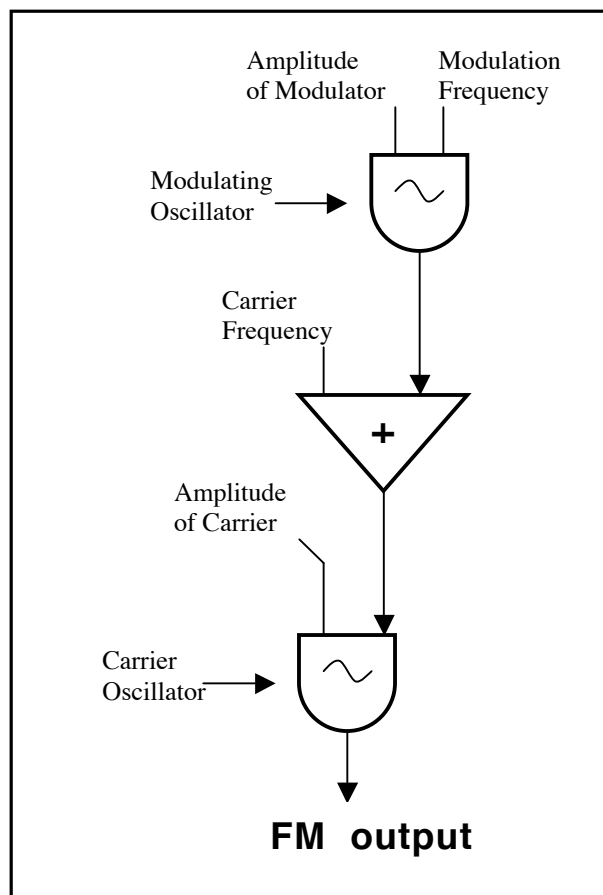 Amplitude
of Modulator
Modulation
Frequency
Modulating
Oscillator
Carrier
Frequency
+
Amplitude
of Carrier
Carrier
Oscillator
FM output